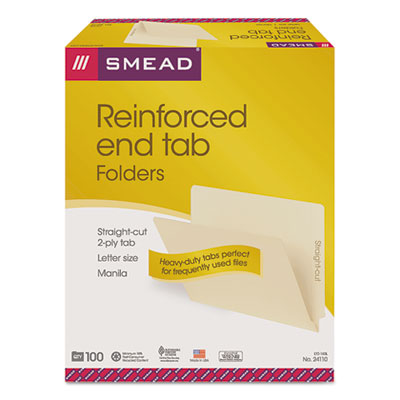 SMEAD
Reinforced
end tab
Folders
Straight-cut
2-ply tab
Letter size
Manila
Heavy-duty tabs perfect
for frequently used files
Straight-cut
100
No. 24110